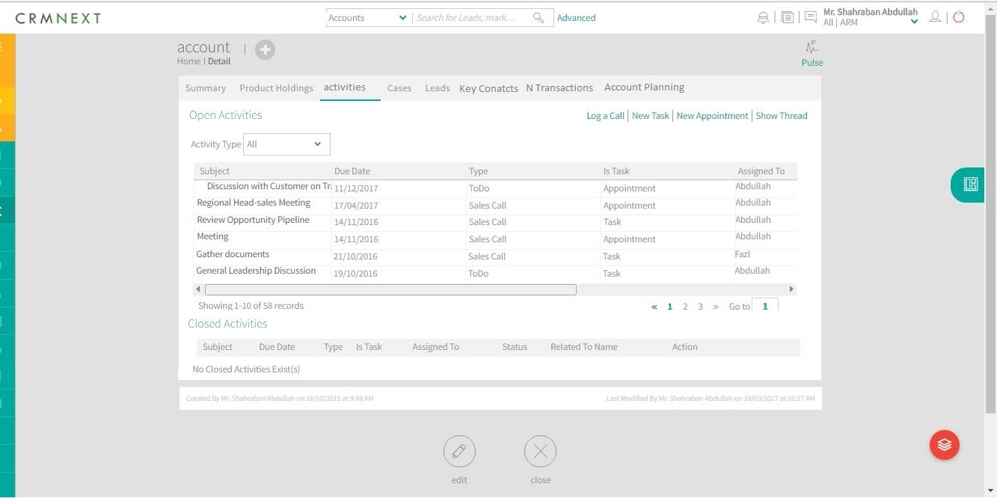 CRMNEXT
Accounts Search for Leads, mark... Advanced
Mr. Shahraban Abdullah
All | ARM
account
Home | Detail
Pulse
Summary Product Holdings activities Cases Leads Key Conatcts N Transactions Account Planning
Open Activities
Log a Call | New Task | New Appointment | Show Thread
Activity Type All
Subject Due Date Type Is Task Assigned To
Discussion with Customer on Tra 11/12/2017 ToDo Appointment Abdullah
Regional Head-sales Meeting 17/04/2017 Sales Call Appointment Abdullah
Review Opportunity Pipeline 14/11/2016 Sales Call Task Abdullah
Meeting 14/11/2016 Sales Call Appointment Abdullah
Gather documents 21/10/2016 Sales Call Task Fazl
General Leadership Discussion 19/10/2016 ToDo Task Abdullah
Showing 1-10 of 58 records
« 1 2 3 » Go to 1
Closed Activities
Subject Due Date Type Is Task Assigned To Status Related To Name Action
No Closed Activities Exist(s)
Created By Mr. Shahraban Abdullah on 16/10/2015 at 9:48 AM
Last Modified By Mr. Shahraban Abdullah on 28/03/2017 at 10:17 AM
edit close